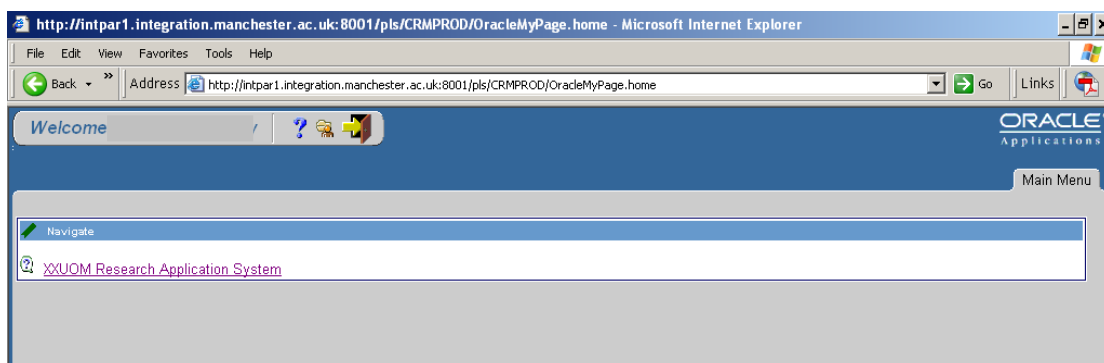 http://intpar1.integration.manchester.ac.uk:8001/pls/CRMPROD/OracleMyPage.home - Microsoft Internet Explorer
File Edit View Favorites Tools Help
Back » Address http://intpar1.integration.manchester.ac.uk:8001/pls/CRMPROD/OracleMyPage.home Go Links
Welcome
ORACLE
Applications
Main Menu
Navigate
XXUOM Research Application System